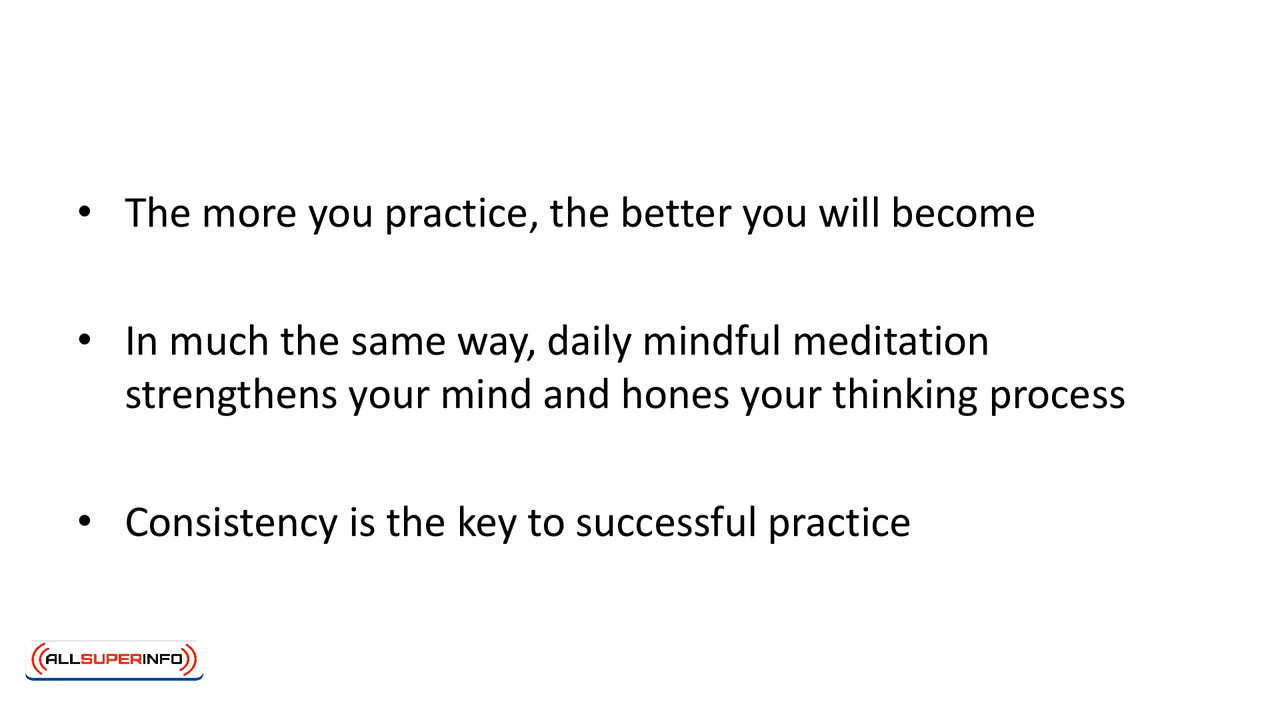 • The more you practice, the better you will become
• In much the same way, daily mindful meditation
strengthens your mind and hones your thinking process
• Consistency is the key to successful practice
ALLSUPERINFO